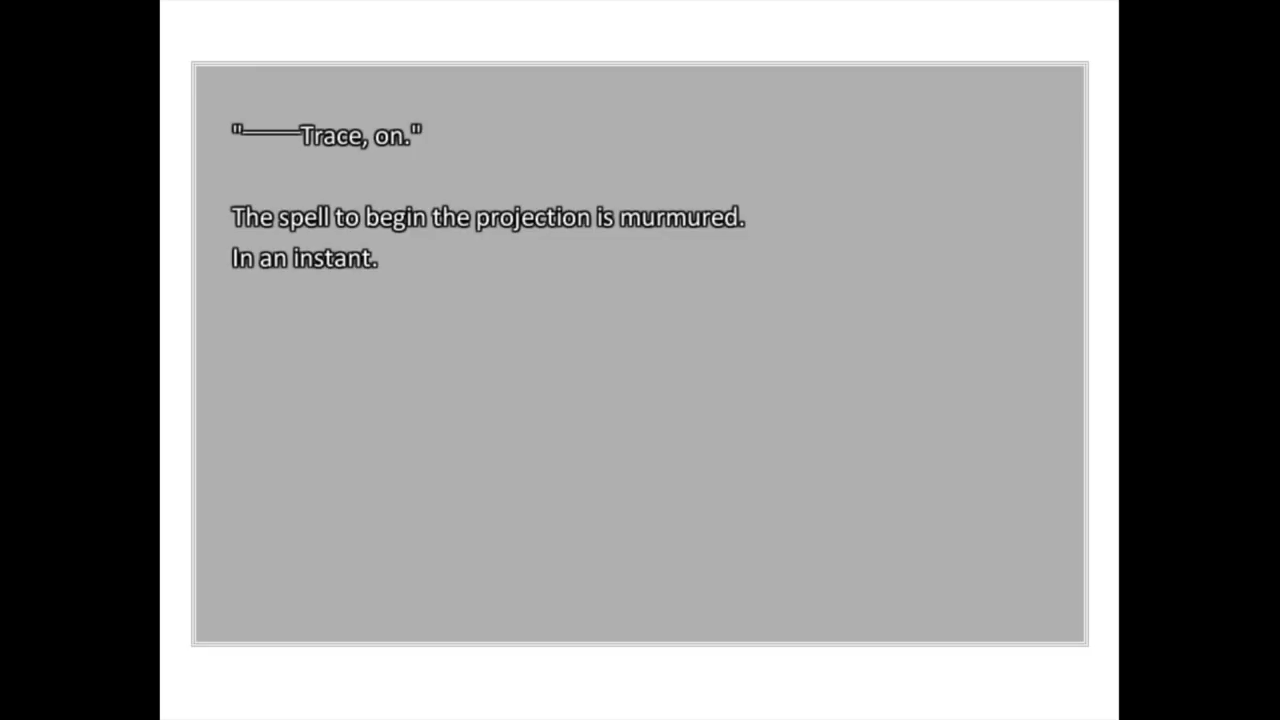 "───Trace, on."
The spell to begin the projection is murmured.
In an instant.